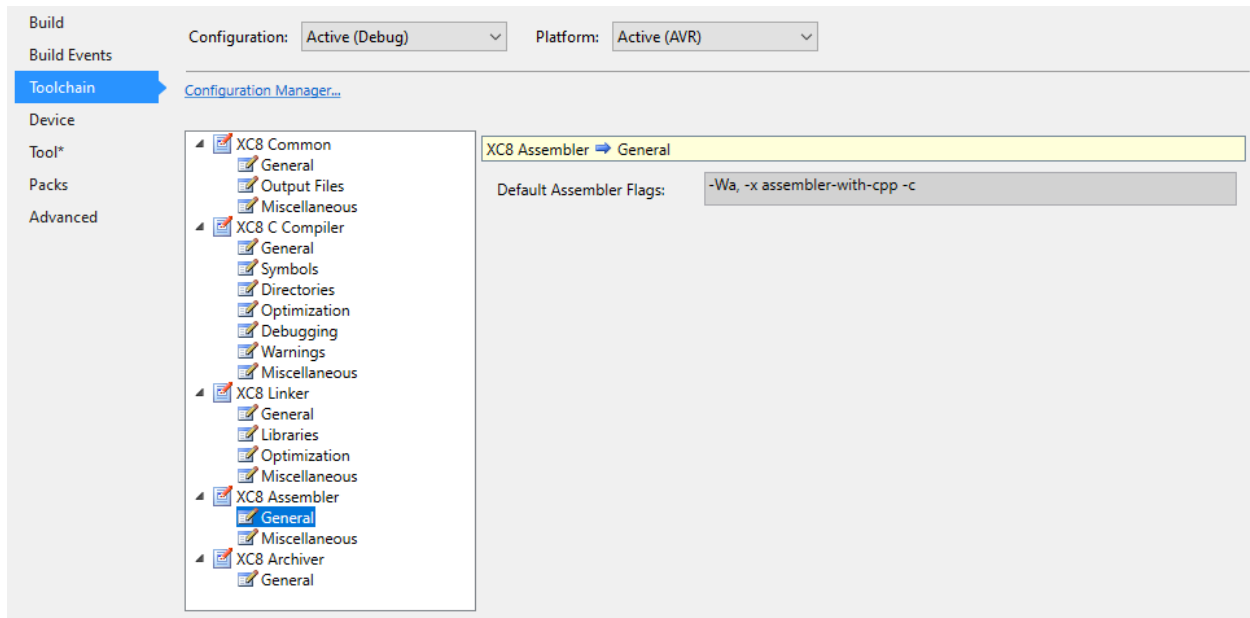 Build
Build Events
Toolchain
Device
Tool*
Packs
Advanced
Configuration: Active (Debug) Platform: Active (AVR)
Configuration Manager...
XC8 Common
General
Output Files
Miscellaneous
XC8 C Compiler
General
Symbols
Directories
Optimization
Debugging
Warnings
Miscellaneous
XC8 Linker
General
Libraries
Optimization
Miscellaneous
XC8 Assembler
General
Miscellaneous
XC8 Archiver
General
XC8 Assembler ➡ General
Default Assembler Flags: -Wa, -x assembler-with-cpp -c